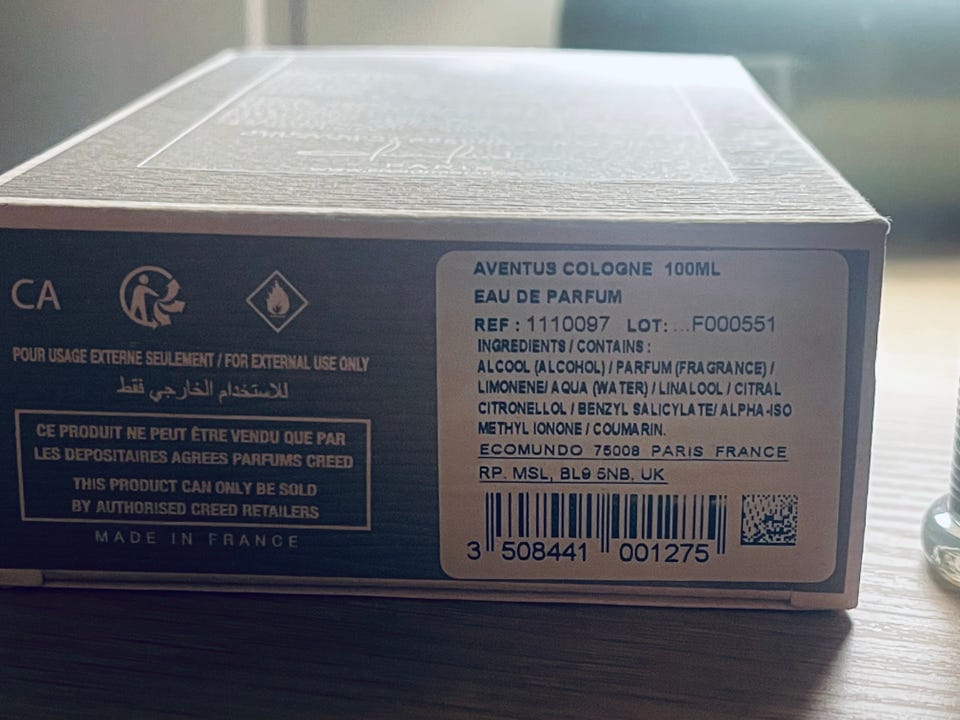 CA
POUR USAGE EXTERNE SEULEMENT / FOR EXTERNAL USE ONLY
للاستخدام الخارجي فقط
CE PRODUIT NE PEUT ÊTRE VENDU QUE PAR
LES DEPOSITAIRES AGREES PARFUMS CREED
THIS PRODUCT CAN ONLY BE SOLD
BY AUTHORISED CREED RETAILERS
MADE IN FRANCE
AVENTUS COLOGNE 100ML
EAU DE PARFUM
REF : 1110097 LOT: ...F000551
INGREDIENTS / CONTAINS :
ALCOOL (ALCOHOL) / PARFUM (FRAGRANCE) /
LIMONENE/ AQUA (WATER) / LINALOOL / CITRAL
CITRONELLOL / BENZYL SALICYLATE/ ALPHA-ISO
METHYL IONONE / COUMARIN.
ECOMUNDO 75008 PARIS FRANCE
RP. MSL, BL9 5NB. UK
3 508441 001275